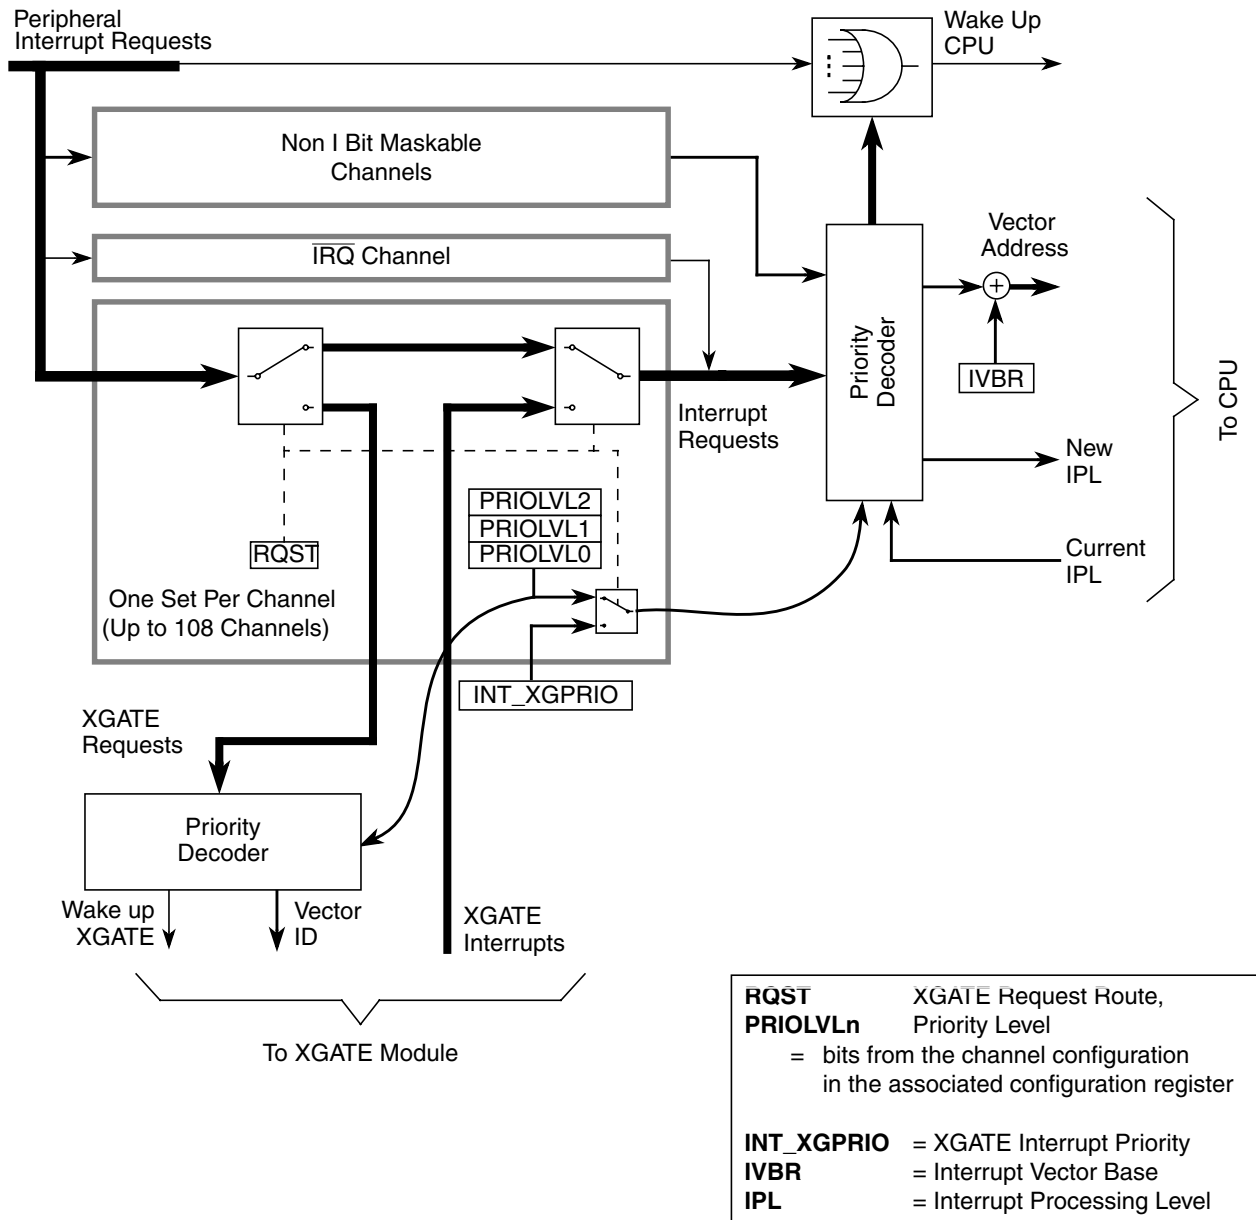 Peripheral
Interrupt Requests
Wake Up
CPU
Non I Bit Maskable
Channels
IRQ Channel
Vector
Address
Priority
Decoder
IVBR
To CPU
Interrupt
Requests
New
IPL
PRIOLVL2
PRIOLVL1
PRIOLVL0
RQST
Current
IPL
One Set Per Channel
(Up to 108 Channels)
INT_XGPRIO
XGATE
Requests
Priority
Decoder
Wake up
XGATE
Vector
ID
XGATE
Interrupts
To XGATE Module
RQST XGATE Request Route,
PRIOLVLn Priority Level
= bits from the channel configuration
in the associated configuration register
INT_XGPRIO = XGATE Interrupt Priority
IVBR = Interrupt Vector Base
IPL = Interrupt Processing Level